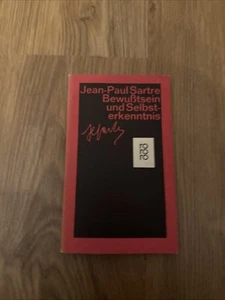 Jean-Paul Sartre
Bewußtsein
und Selbst-
erkenntnis